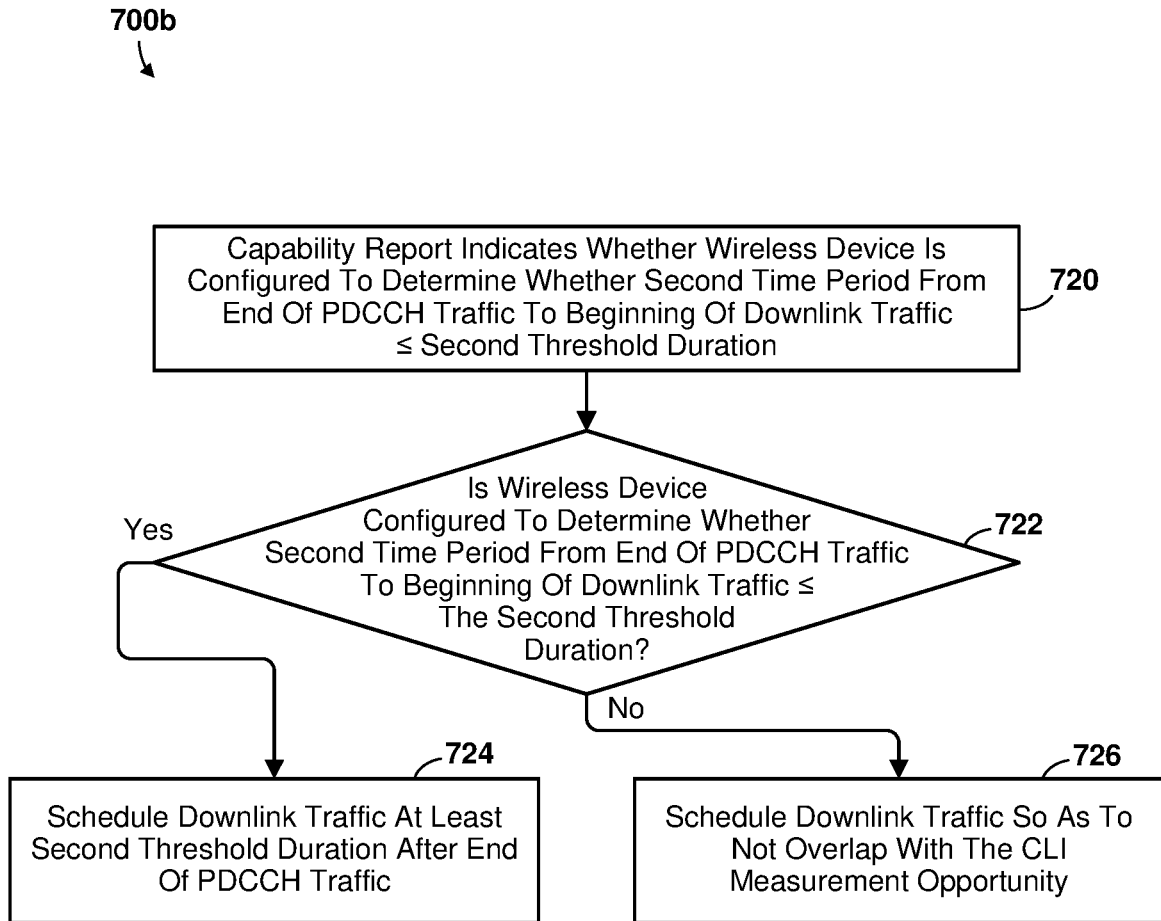 700b
Capability Report Indicates Whether Wireless Device Is
Configured To Determine Whether Second Time Period From
End Of PDCCH Traffic To Beginning Of Downlink Traffic
≤ Second Threshold Duration
720
Is Wireless Device
Configured To Determine Whether
Second Time Period From End Of PDCCH Traffic
To Beginning Of Downlink Traffic ≤
The Second Threshold
Duration?
722
Yes
No
724
Schedule Downlink Traffic At Least
Second Threshold Duration After End
Of PDCCH Traffic
726
Schedule Downlink Traffic So As To
Not Overlap With The CLI
Measurement Opportunity